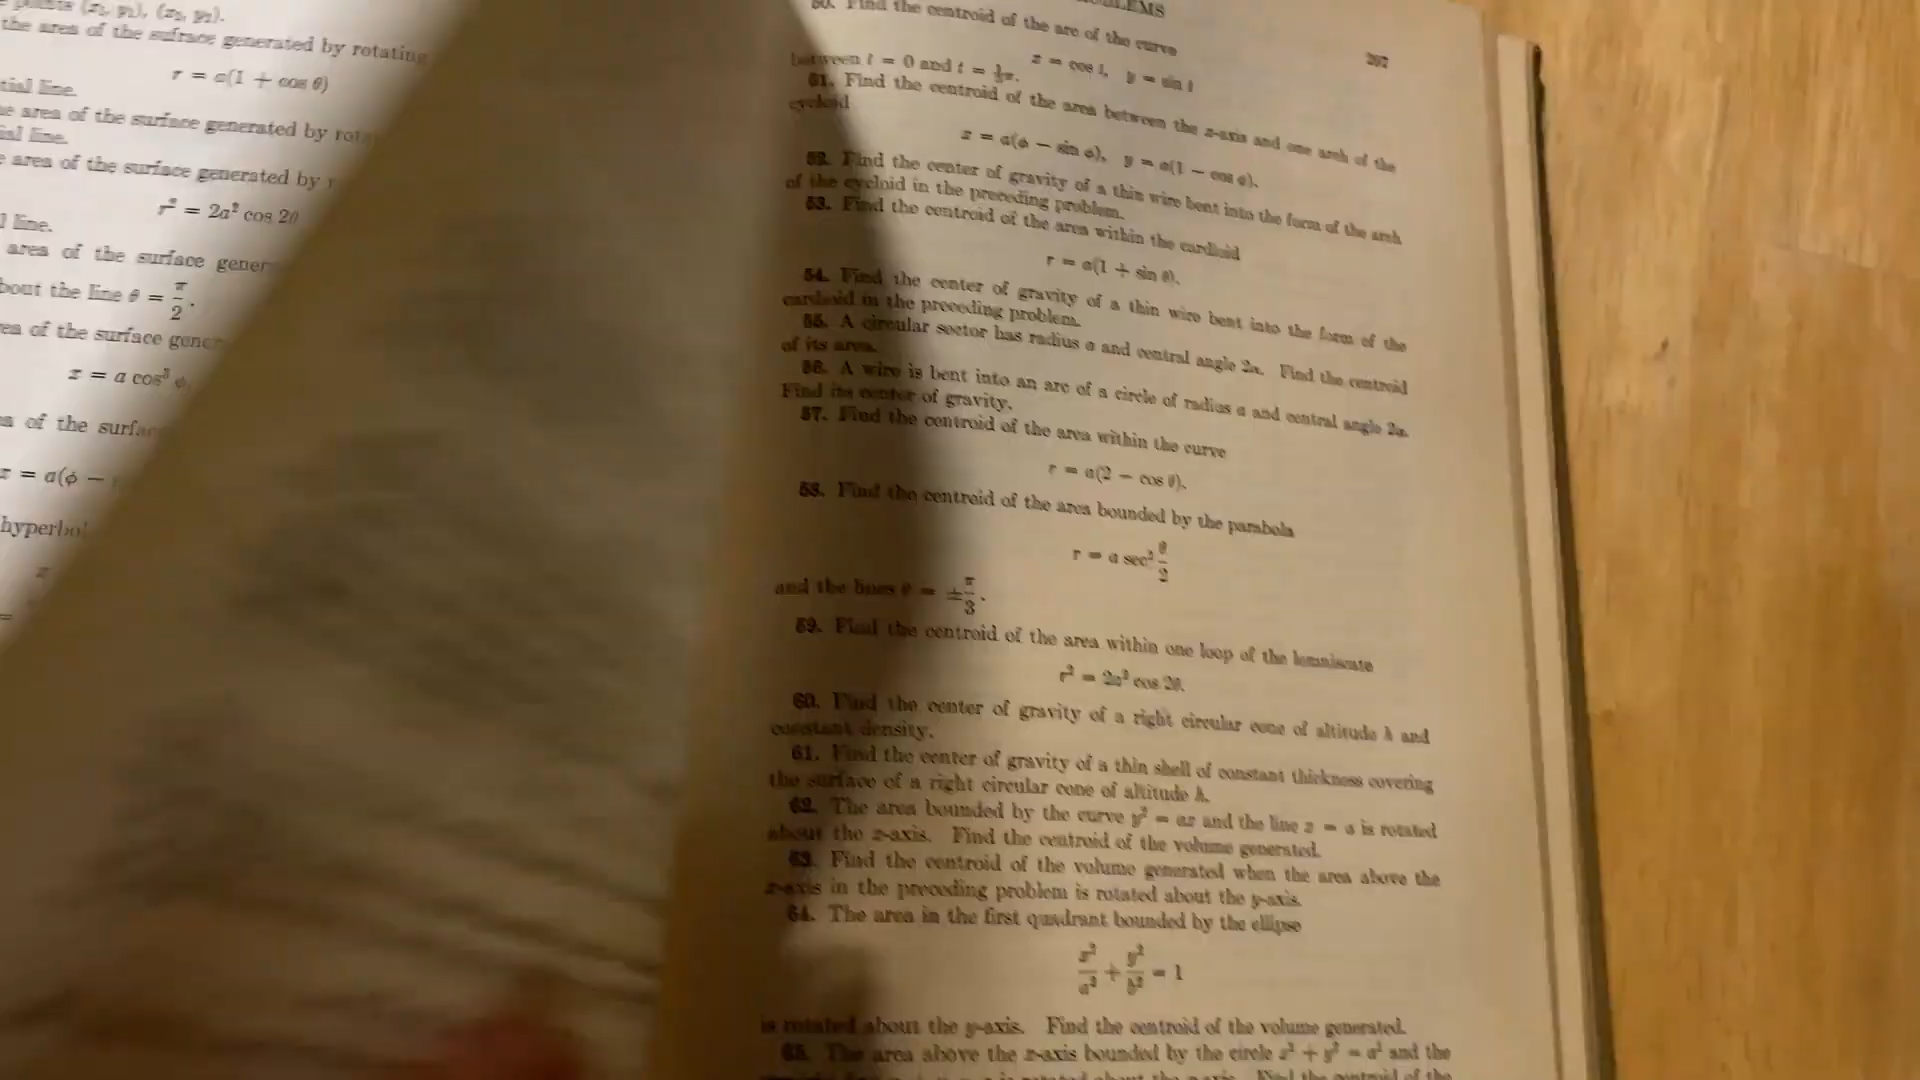 the area of the sufrace generated by rotating
r = a(1 + cos θ)
tial line.
area of the surface generated by
ial line.
area of the surface generated by
r² = 2a² cos 2θ
line.
area of the surface
bout the line θ = π/2.
of the surface
x = a cos³ φ
of the
x = a(φ −
297
50. Find the centroid of the arc of the curve
x = cos t, y = sin t
between t = 0 and t =
51. Find the centroid of the area between the x-axis and one arch of the
cycloid
x = a(φ − sin φ), y = a(1 − cos φ).
52. Find the center of gravity of a thin wire bent into the form of the arch
of the cycloid in the preceding problem.
53. Find the centroid of the area within the cardioid
r = a(1 + sin θ).
54. Find the center of gravity of a thin wire bent into the form of the
cardioid in the preceding problem.
55. A circular sector has radius a and central angle 2α. Find the centroid
of its area.
56. A wire is bent into an arc of a circle of radius a and central angle 2α.
Find its center of gravity.
57. Find the centroid of the area within the curve
r = a(2 − cos θ).
58. Find the centroid of the area bounded by the parabola
r = a sec² θ/2
and the lines θ = ±π/3.
59. Find the centroid of the area within one loop of the lemniscate
r² = 2a² cos 2θ.
60. Find the center of gravity of a right circular cone of altitude h and
constant density.
61. Find the center of gravity of a thin shell of constant thickness covering
the surface of a right circular cone of altitude h.
62. The area bounded by the curve y² = ax and the line x = a is rotated
about the x-axis. Find the centroid of the volume generated.
63. Find the centroid of the volume generated when the area above the
x-axis in the preceding problem is rotated about the y-axis.
64. The area in the first quadrant bounded by the ellipse
x²/a² + y²/b² = 1
is rotated about the y-axis. Find the centroid of the volume generated.
65. The area above the x-axis bounded by the circle x² + y² = a² and the